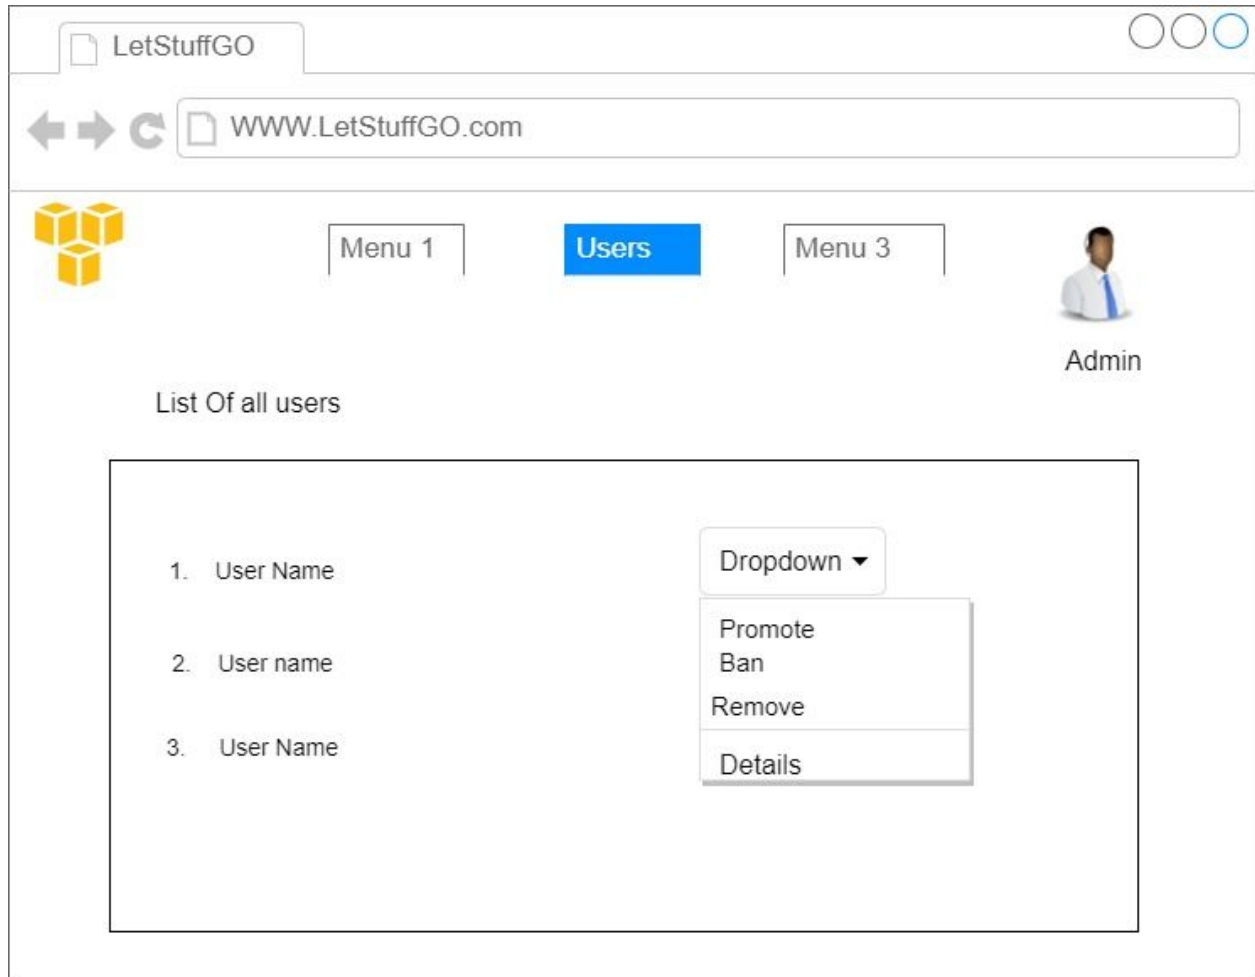 LetStuffGO
WWW.LetStuffGO.com
Menu 1
Users
Menu 3
Admin
List Of all users
1. User Name
Dropdown
Promote
2. User name
Ban
Remove
3. User Name
Details